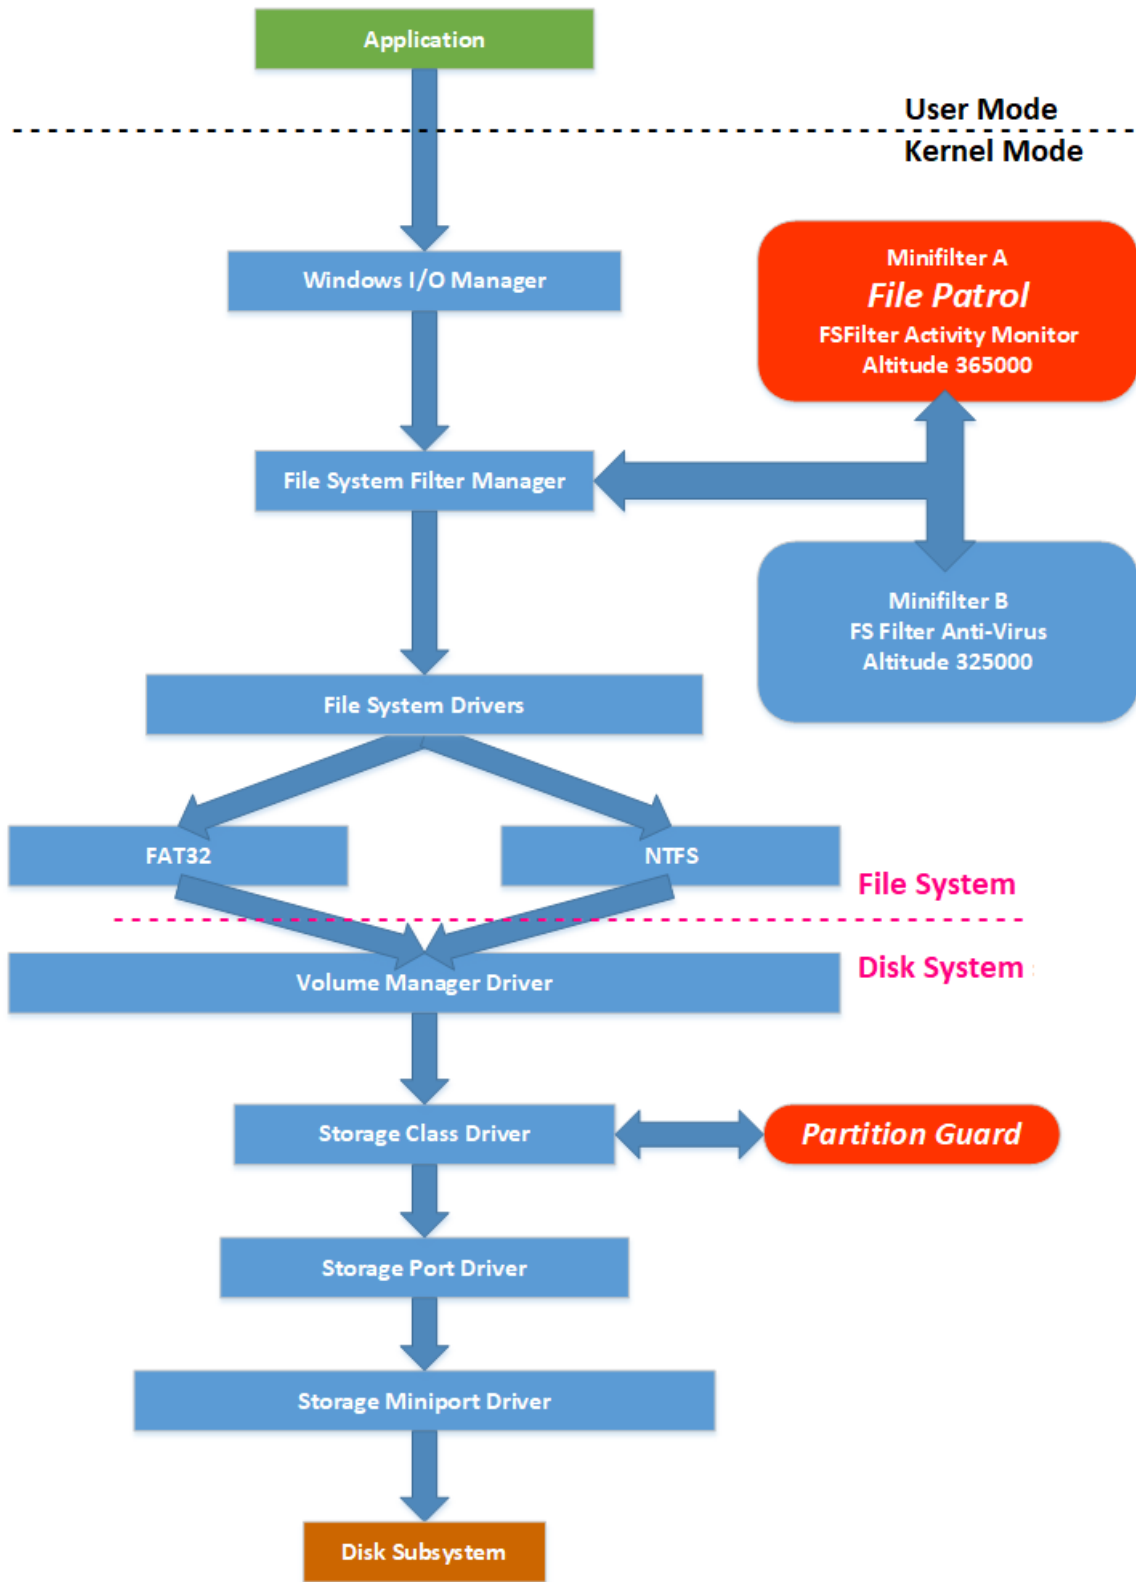 Application
User Mode
Kernel Mode
Windows I/O Manager
Minifilter A
File Patrol
FSFilter Activity Monitor
Altitude 365000
File System Filter Manager
Minifilter B
FS Filter Anti-Virus
Altitude 325000
File System Drivers
FAT32
NTFS
File System
Disk System
Volume Manager Driver
Storage Class Driver
Partition Guard
Storage Port Driver
Storage Miniport Driver
Disk Subsystem